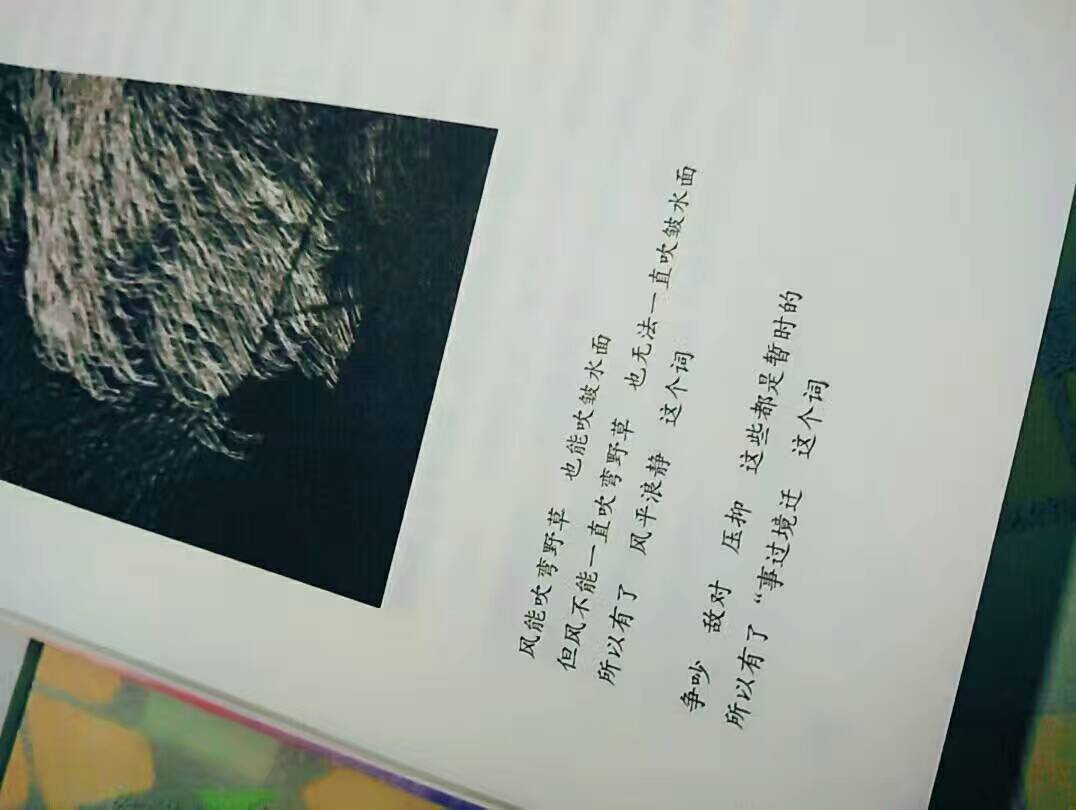 风能吹弯野草 也能吹皱水面
但风不能一直吹弯野草 也无法一直吹皱水面
所以有了 风平浪静 这个词
争吵 敌对 压抑 这些都是暂时的
所以有了“事过境迁 这个词